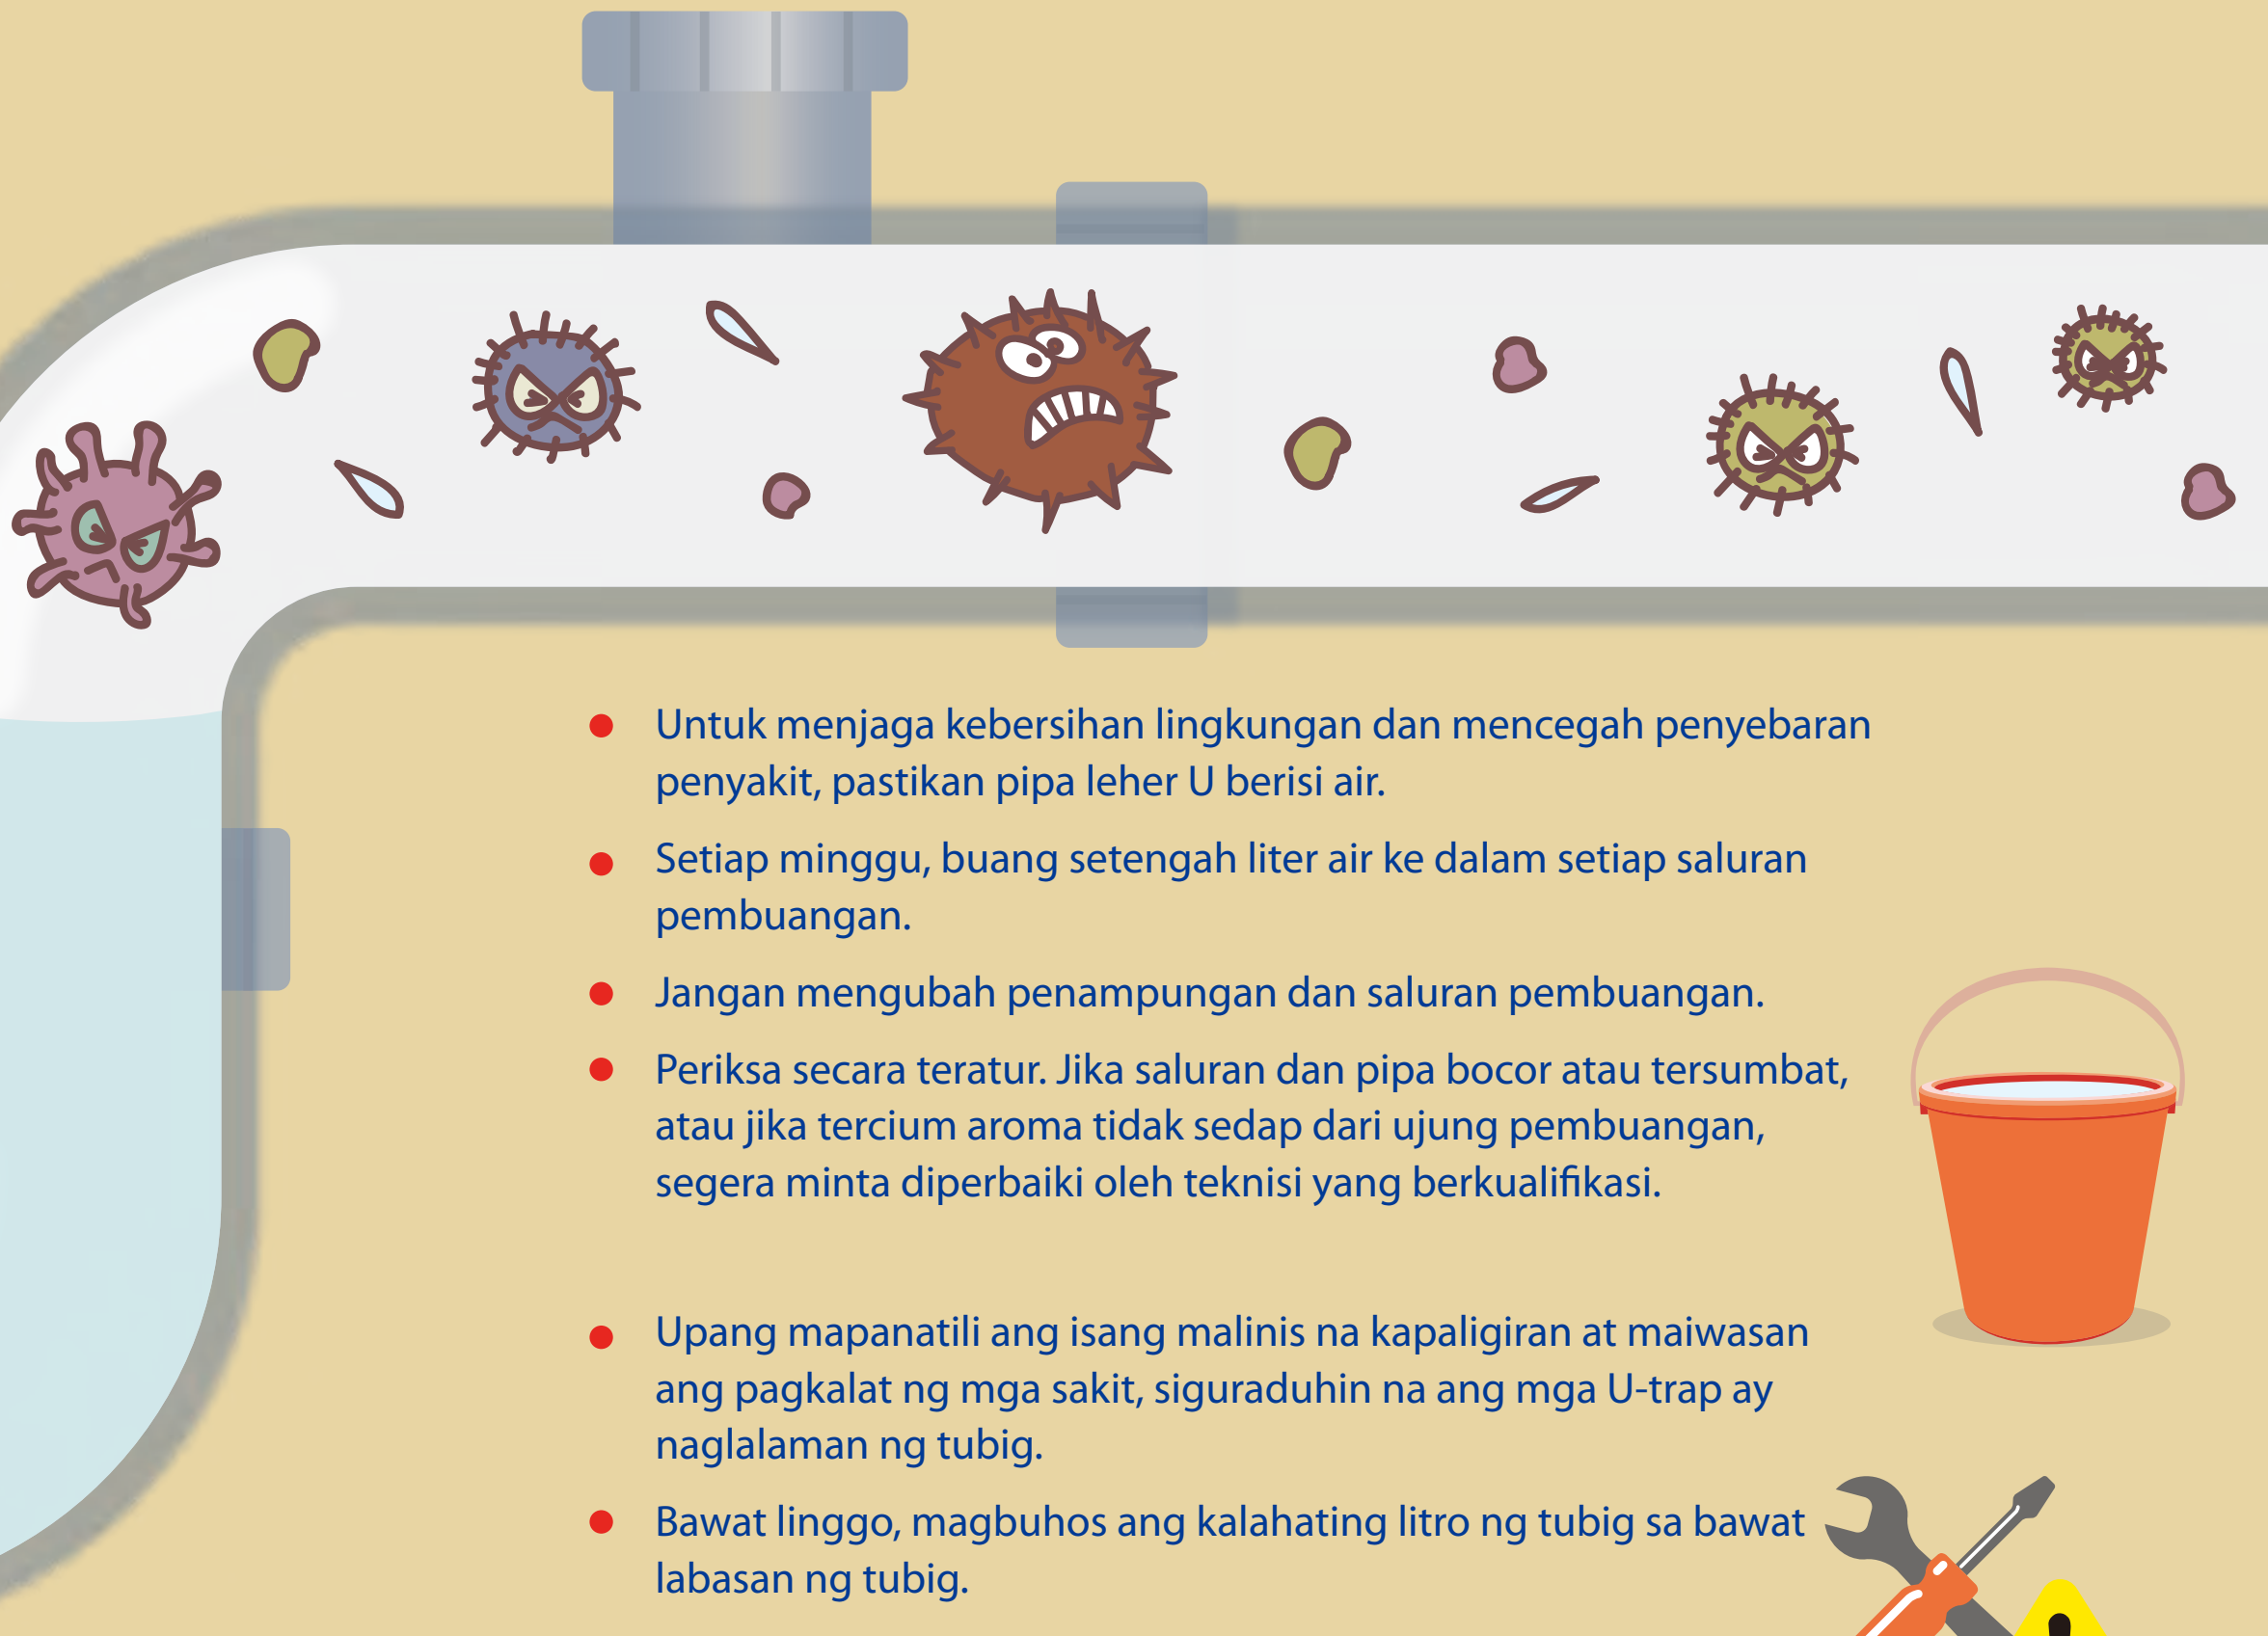 Untuk menjaga kebersihan lingkungan dan mencegah penyebaran
penyakit, pastikan pipa leher U berisi air.
Setiap minggu, buang setengah liter air ke dalam setiap saluran
pembuangan.
Jangan mengubah penampungan dan saluran pembuangan.
Periksa secara teratur. Jika saluran dan pipa bocor atau tersumbat,
atau jika tercium aroma tidak sedap dari ujung pembuangan,
segera minta diperbaiki oleh teknisi yang berkualifikasi.
Upang mapanatili ang isang malinis na kapaligiran at maiwasan
ang pagkalat ng mga sakit, siguraduhin na ang mga U-trap ay
naglalaman ng tubig.
Bawat linggo, magbuhos ang kalahating litro ng tubig sa bawat
labasan ng tubig.